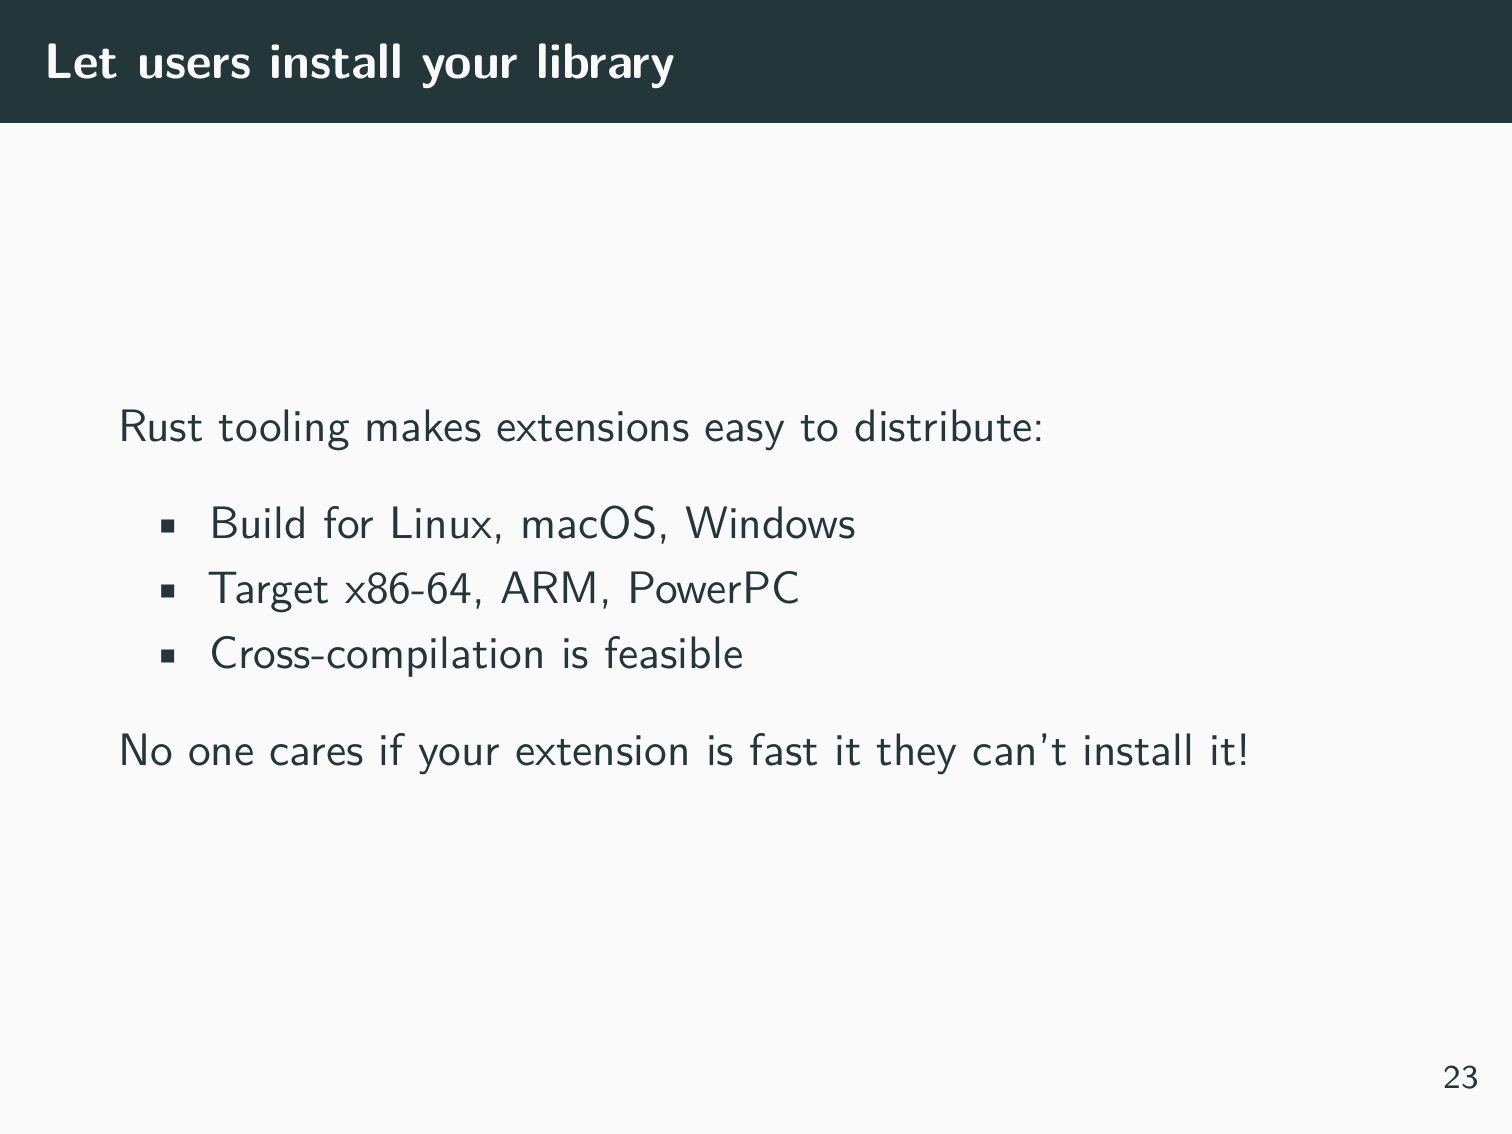 Let users install your library
Rust tooling makes extensions easy to distribute:
▪ Build for Linux, macOS, Windows
▪ Target x86-64, ARM, PowerPC
▪ Cross-compilation is feasible
No one cares if your extension is fast it they can't install it!
23